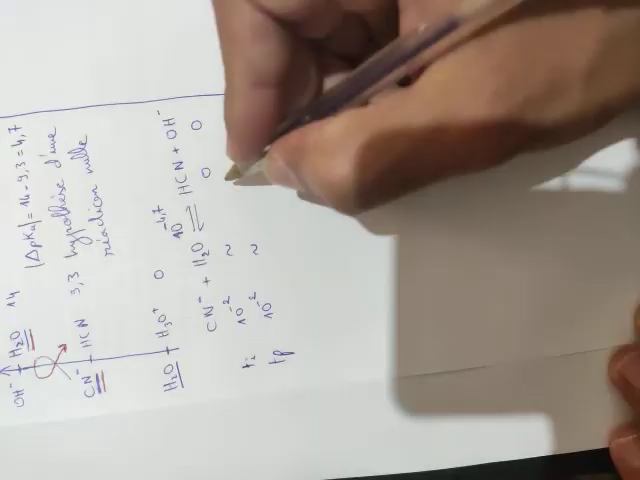 OH⁻ + H₂O 14 |ΔpKa| = 14 - 9,3 = 4,7
CN⁻ + HCN 9,3 hypothèse d'une
réaction nulle
H₂O + H₃O⁺ 0
10⁻⁴,⁷
CN⁻ + H₂O ⇌ HCN + OH⁻
ti 10⁻² ~ 0 0
tf 10⁻² ~